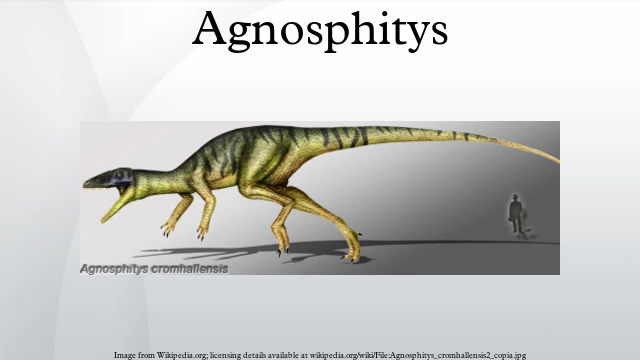 Agnosphitys
Agnosphitys cromhallensis
Image from Wikipedia.org; licensing details available at wikipedia.org/wiki/File:Agnosphitys_cromhallensis2_copia.jpg